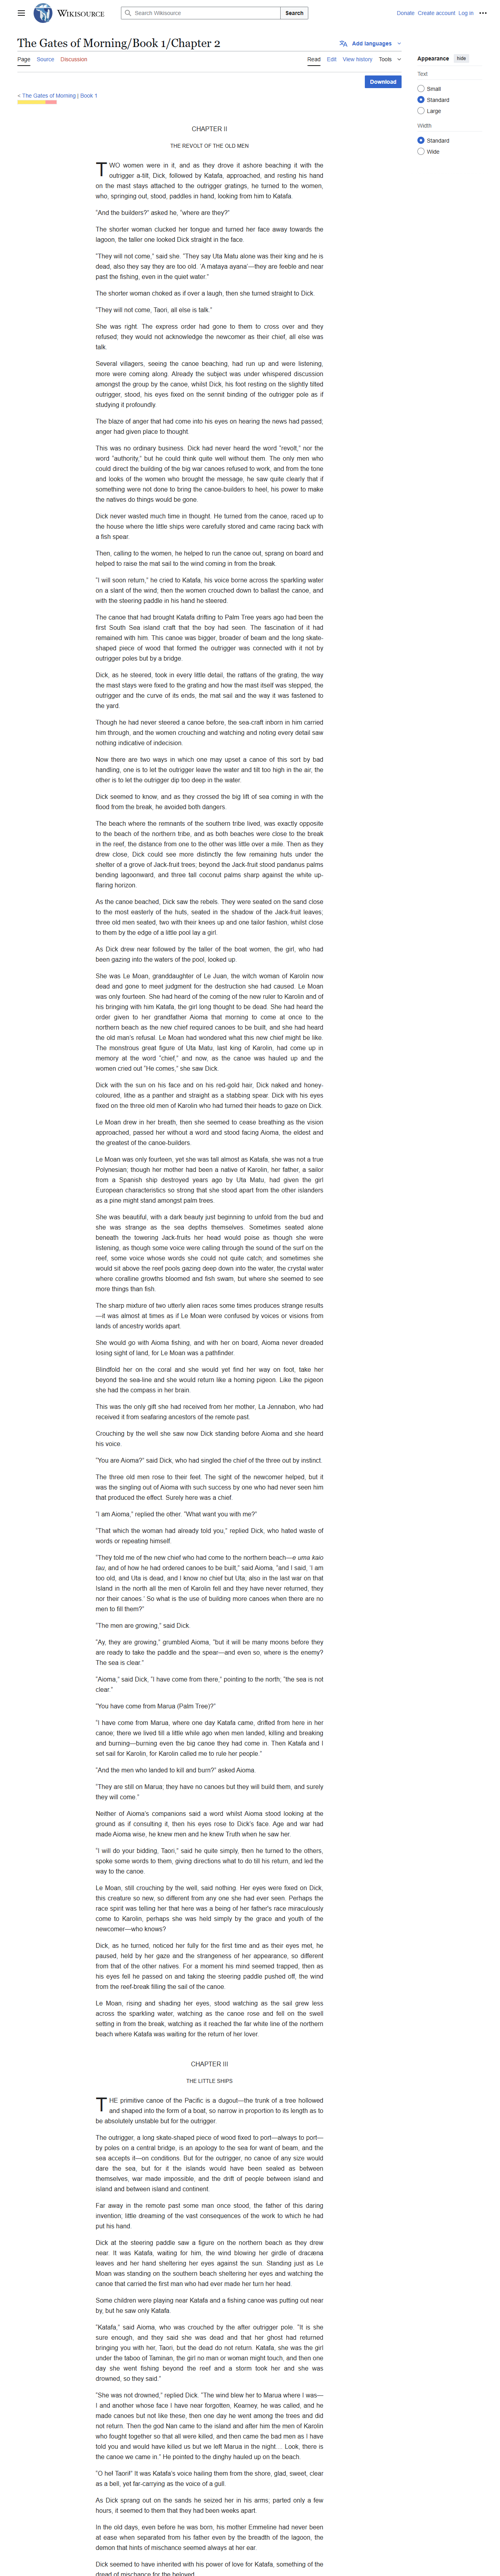 WIKISOURCE
Search Wikisource
Search
Donate Create account Log in
The Gates of Morning/Book 1/Chapter 2
Add languages
Page Source Discussion
Read Edit View history Tools
Download
Appearance hide
Text
Small
Standard
Large
Width
Standard
Wide
< The Gates of Morning | Book 1
CHAPTER II
THE REVOLT OF THE OLD MEN
TWO women were in it, and as they drove it ashore beaching it with the
outrigger a-tilt, Dick, followed by Katafa, approached, and resting his hand
on the mast stays attached to the outrigger gratings, he turned to the women,
who, springing out, stood, paddles in hand, looking from him to Katafa.
“And the builders?” asked he, “where are they?”
The shorter woman clucked her tongue and turned her face away towards the
lagoon, the taller one looked Dick straight in the face.
“They will not come,” said she. “They say Uta Matu alone was their king and he is
dead, also they say they are too old. ‘A mataya ayana’—they are feeble and near
past the fishing, even in the quiet water.”
The shorter woman choked as if over a laugh, then she turned straight to Dick.
“They will not come, Taori, all else is talk.”
She was right. The express order had gone to them to cross over and they
refused; they would not acknowledge the newcomer as their chief, all else was
talk.
Several villagers, seeing the canoe beaching, had run up and were listening,
more were coming along. Already the subject was under whispered discussion
amongst the group by the canoe, whilst Dick, his foot resting on the slightly tilted
outrigger, stood, his eyes fixed on the sennit binding of the outrigger pole as if
studying it profoundly.
The blaze of anger that had come into his eyes on hearing the news had passed;
anger had given place to thought.
This was no ordinary business. Dick had never heard the word “revolt,” nor the
word “authority,” but he could think quite well without them. The only men who
could direct the building of the big war canoes refused to work, and from the tone
and looks of the women who brought the message, he saw quite clearly that if
something were not done to bring the canoe-builders to heel, his power to make
the natives do things would be gone.
Dick never wasted much time in thought. He turned from the canoe, raced up to
the house where the little ships were carefully stored and came racing back with
a fish spear.
Then, calling to the women, he helped to run the canoe out, sprang on board and
helped to raise the mat sail to the wind coming in from the break.
“I will soon return,” he cried to Katafa, his voice borne across the sparkling water
on a slant of the wind; then the women crouched down to ballast the canoe, and
with the steering paddle in his hand he steered.
The canoe that had brought Katafa drifting to Palm Tree years ago had been the
first South Sea island craft that the boy had seen. The fascination of it had
remained with him. This canoe was bigger, broader of beam and the long skate-
shaped piece of wood that formed the outrigger was connected with it not by
outrigger poles but by a bridge.
Dick, as he steered, took in every little detail, the rattans of the grating, the way
the mast stays were fixed to the grating and how the mast itself was stepped, the
outrigger and the curve of its ends, the mat sail and the way it was fastened to
the yard.
Though he had never steered a canoe before, the sea-craft inborn in him carried
him through, and the women crouching and watching and noting every detail saw
nothing indicative of indecision.
Now there are two ways in which one may upset a canoe of this sort by bad
handling, one is to let the outrigger leave the water and tilt too high in the air, the
other is to let the outrigger dip too deep in the water.
Dick seemed to know, and as they crossed the big lift of sea coming in with the
flood from the break, he avoided both dangers.
The beach where the remnants of the southern tribe lived, was exactly opposite
to the beach of the northern tribe, and as both beaches were close to the break
in the reef, the distance from one to the other was little over a mile. Then as they
drew close, Dick could see more distinctly the few remaining huts under the
shelter of a grove of Jack-fruit trees; beyond the Jack-fruit stood pandanus palms
bending lagoonward, and three tall coconut palms sharp against the white up-
flaring horizon.
As the canoe beached, Dick saw the rebels. They were seated on the sand close
to the most easterly of the huts, seated in the shadow of the Jack-fruit leaves;
three old men seated, two with their knees up and one tailor fashion, whilst close
to them by the edge of a little pool lay a girl.
As Dick drew near followed by the taller of the boat women, the girl, who had
been gazing into the waters of the pool, looked up.
She was Le Moan, granddaughter of Le Juan, the witch woman of Karolin now
dead and gone to meet judgment for the destruction she had caused. Le Moan
was only fourteen. She had heard of the coming of the new ruler to Karolin and of
his bringing with him Katafa, the girl long thought to be dead. She had heard the
order given to her grandfather Aioma that morning to come at once to the
northern beach as the new chief required canoes to be built, and she had heard
the old man’s refusal. Le Moan had wondered what this new chief might be like.
The monstrous great figure of Uta Matu, last king of Karolin, had come up in
memory at the word “chief,” and now, as the canoe was hauled up and the
women cried out “He comes,” she saw Dick.
Dick with the sun on his face and on his red-gold hair, Dick naked and honey-
coloured, lithe as a panther and straight as a stabbing spear. Dick with his eyes
fixed on the three old men of Karolin who had turned their heads to gaze on Dick.
Le Moan drew in her breath, then she seemed to cease breathing as the vision
approached, passed her without a word and stood facing Aioma, the eldest and
the greatest of the canoe-builders.
Le Moan was only fourteen, yet she was tall almost as Katafa, she was not a true
Polynesian; though her mother had been a native of Karolin, her father, a sailor
from a Spanish ship destroyed years ago by Uta Matu, had given the girl
European characteristics so strong that she stood apart from the other islanders
as a pine might stand amongst palm trees.
She was beautiful, with a dark beauty just beginning to unfold from the bud and
she was strange as the sea depths themselves. Sometimes seated alone
beneath the towering Jack-fruits her head would poise as though she were
listening; as though some voice were calling through the sound of the surf on the
reef, some voice whose words she could not quite catch; and sometimes she
would sit above the reef pools gazing deep down into the water, the crystal water
where coralline growths bloomed and fish swam, but where she seemed to see
more things than fish.
The sharp mixture of two utterly alien races some times produces strange results
—it was almost at times as if Le Moan were confused by voices or visions from
lands of ancestry worlds apart.
She would go with Aioma fishing, and with her on board, Aioma never dreaded
losing sight of land, for Le Moan was a pathfinder.
Blindfold her on the coral and she would yet find her way on foot, take her
beyond the sea-line and she would return like a homing pigeon. Like the pigeon
she had the compass in her brain.
This was the only gift she had received from her mother, La Jennabon, who had
received it from seafaring ancestors of the remote past.
Crouching by the well she saw now Dick standing before Aioma and she heard
his voice.
“You are Aioma?” said Dick, who had singled the chief of the three out by instinct.
The three old men rose to their feet. The sight of the newcomer helped, but it
was the singling out of Aioma with such success by one who had never seen him
that produced the effect. Surely here was a chief.
“I am Aioma,” replied the other. “What want you with me?”
“That which the woman had already told you,” replied Dick, who hated waste of
words or repeating himself.
“They told me of the new chief who had come to the northern beach—e uma kaio
tau, and of how he had ordered canoes to be built,” said Aioma, “and I said, ‘I am
too old, and Uta is dead, and I know no chief but Uta; also in the last war on that
Island in the north all the men of Karolin fell and they have never returned, they
nor their canoes.’ So what is the use of building more canoes when there are no
men to fill them?”
“The men are growing,” said Dick.
“Ay, they are growing,” grumbled Aioma, “but it will be many moons before they
are ready to take the paddle and the spear—and even so, where is the enemy?
The sea is clear.”
“Aioma,” said Dick, “I have come from there,” pointing to the north; “the sea is not
clear.”
“You have come from Marua (Palm Tree)?”
“I have come from Marua, where one day Katafa came, drifted from here in her
canoe, there we lived till a little while ago when men landed, killing and breaking
and burning—burning even the big canoe they had come in. Then Katafa and I
set sail for Karolin, for Karolin called me to rule her people.”
“And the men who landed to kill and burn?” asked Aioma.
“They are still on Marua; they have no canoes but they will build them, and surely
they will come.”
Neither of Aioma’s companions said a word whilst Aioma stood looking at the
ground as if consulting it, then his eyes rose to Dick’s face. Age and war had
made Aioma wise, he knew men and he knew Truth when he saw her.
“I will do your bidding, Taori,” said he quite simply, then he turned to the others,
spoke some words to them, giving directions what to do till his return, and led the
way to the canoe.
Le Moan, still crouching by the well, said nothing. Her eyes were fixed on Dick,
this creature so new, so different from any one she had ever seen. Perhaps the
race spirit was telling her that here was a being of her father's race miraculously
come to Karolin, perhaps she was held simply by the grace and youth of the
newcomer—who knows?
Dick, as he turned, noticed her fully for the first time and as their eyes met, he
paused, held by her gaze and the strangeness of her appearance, so different
from that of the other natives. For a moment his mind seemed trapped, then as
his eyes fell he passed on and taking the steering paddle pushed off, the wind
from the reef-break filling the sail of the canoe.
Le Moan, rising and shading her eyes, stood watching as the sail grew less
across the sparkling water, watching as the canoe rose and fell on the swell
setting in from the break, watching as it reached the far white line of the northern
beach where Katafa was waiting for the return of her lover.
CHAPTER III
THE LITTLE SHIPS
THE primitive canoe of the Pacific is a dugout—the trunk of a tree hollowed
and shaped into the form of a boat, so narrow in proportion to its length as to
be absolutely unstable but for the outrigger.
The outrigger, a long skate-shaped piece of wood fixed to port—always to port—
by poles on a central bridge, is an apology to the sea for want of beam, and the
sea accepts it—on conditions. But for the outrigger, no canoe of any size would
dare the sea, but for it the islands would have been sealed as between
themselves, war made impossible, and the drift of people between island and
island and between island and continent.
Far away in the remote past some man once stood, the father of this daring
invention; little dreaming of the vast consequences of the work to which he had
put his hand.
Dick at the steering paddle saw a figure on the northern beach as they drew
near. It was Katafa, waiting for him, the wind blowing her girdle of dracæna
leaves and her hand sheltering her eyes against the sun. Standing just as Le
Moan was standing on the southern beach sheltering her eyes and watching the
canoe that carried the first man who had ever made her turn her head.
Some children were playing near Katafa and a fishing canoe was putting out near
by, but he saw only Katafa.
“Katafa,” said Aioma, who was crouched by the after outrigger pole. “It is she
sure enough, and they said she was dead and that her ghost had returned
bringing you with her, Taori, but the dead do not return. Katafa, she was the girl
under the taboo of Taminan, the girl no man or woman might touch, and then one
day she went fishing beyond the reef and a storm took her and she was
drowned, so they said.”
“She was not drowned,” replied Dick. “The wind blew her to Marua where I was—
I and another whose face I have near forgotten, Kearney, he was called, and he
made canoes but not like these, then one day he went among the trees and did
not return. Then the god Nan came to the island and after him the men of Karolin
who fought together so that all were killed, and then came the bad men as I have
told you and would have killed us but we left Marua in the night.... Look, there is
the canoe we came in.” He pointed to the dinghy hauled up on the beach.
“O he! Taori!” It was Katafa’s voice hailing them from the shore, glad, sweet, clear
as a bell, yet far-carrying as the voice of a gull.
As Dick sprang out on the sands he seized her in his arms; parted only a few
hours, it seemed to them that they had been weeks apart.
In the old days, even before he was born, his mother Emmeline had never been
at ease when separated from his father even by the breadth of the lagoon, the
demon that hints of mischance seemed always at her ear.
Dick seemed to have inherited with his power of love for Katafa, something of the
dread of mischance for the beloved.